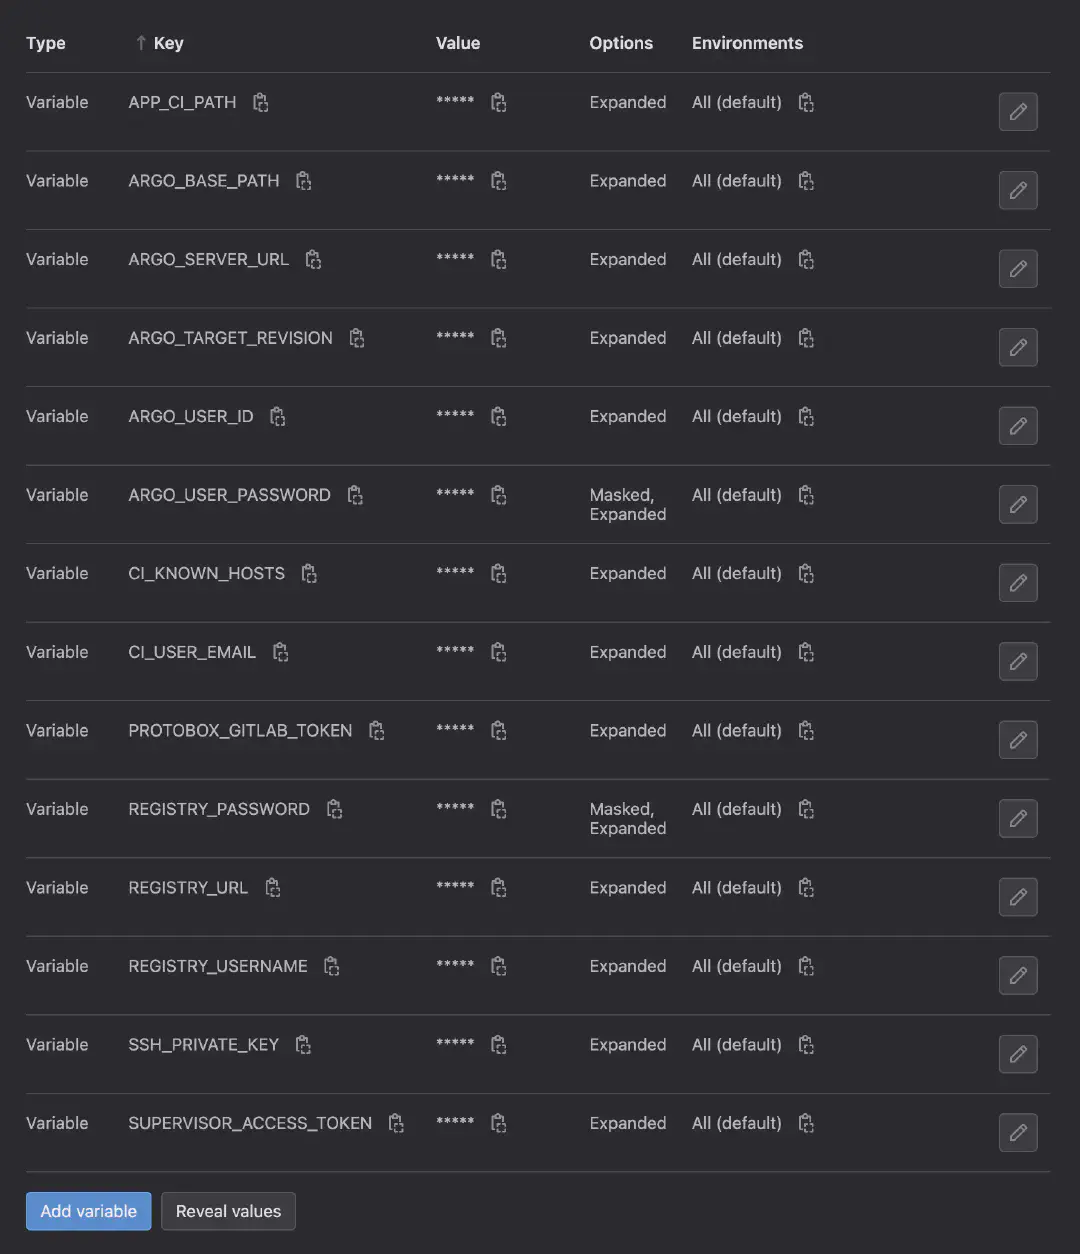 Type ↑ Key Value Options Environments
Variable APP_CI_PATH ***** Expanded All (default)
Variable ARGO_BASE_PATH ***** Expanded All (default)
Variable ARGO_SERVER_URL ***** Expanded All (default)
Variable ARGO_TARGET_REVISION ***** Expanded All (default)
Variable ARGO_USER_ID ***** Expanded All (default)
Variable ARGO_USER_PASSWORD ***** Masked, All (default)
Expanded
Variable CI_KNOWN_HOSTS ***** Expanded All (default)
Variable CI_USER_EMAIL ***** Expanded All (default)
Variable PROTOBOX_GITLAB_TOKEN ***** Expanded All (default)
Variable REGISTRY_PASSWORD ***** Masked, All (default)
Expanded
Variable REGISTRY_URL ***** Expanded All (default)
Variable REGISTRY_USERNAME ***** Expanded All (default)
Variable SSH_PRIVATE_KEY ***** Expanded All (default)
Variable SUPERVISOR_ACCESS_TOKEN ***** Expanded All (default)
Add variable Reveal values